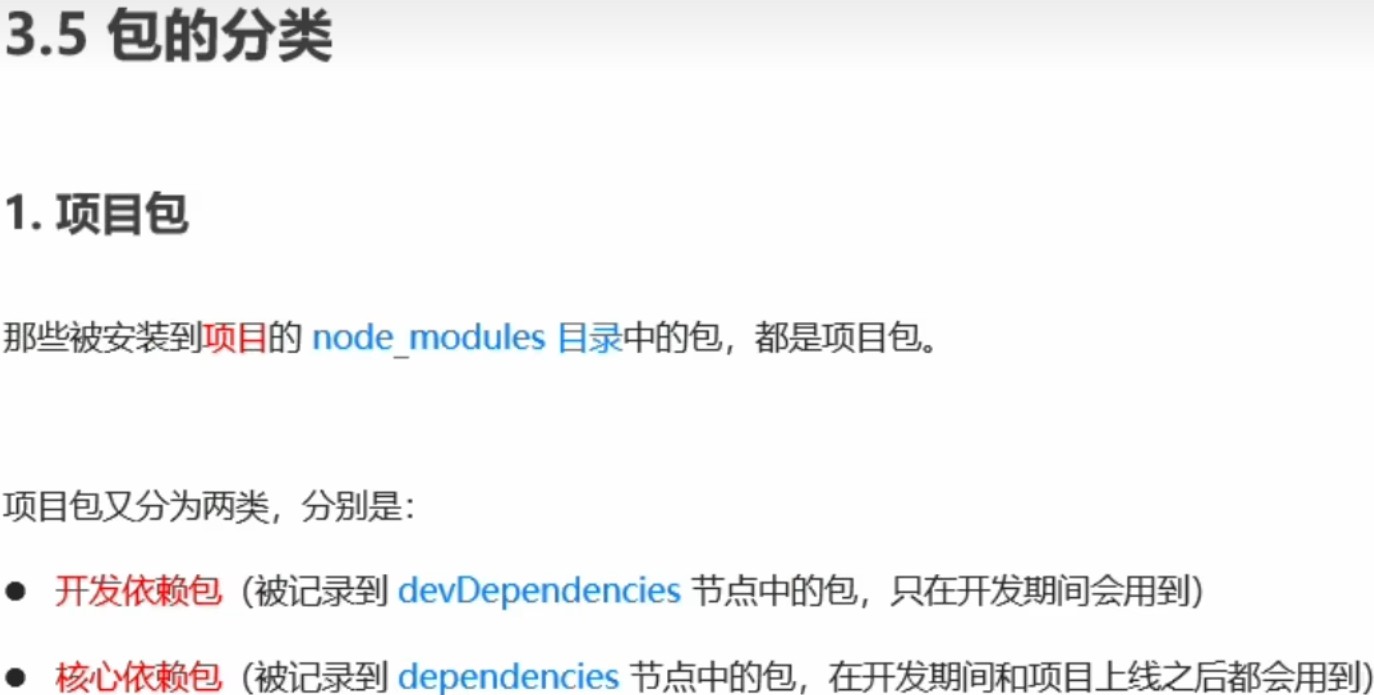 3.5 包的分类
1. 项目包
那些被安装到项目的 node_modules 目录中的包，都是项目包。
项目包又分为两类，分别是：
● 开发依赖包（被记录到 devDependencies 节点中的包，只在开发期间会用到）
● 核心依赖包（被记录到 dependencies 节点中的包，在开发期间和项目上线之后都会用到）